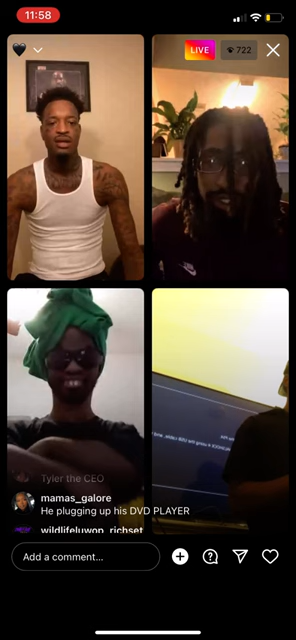 11:58
LIVE
722
Tyler the CEO
mamas_galore
He plugging up his DVD PLAYER
wildlifeluwop_richset
Add a comment...